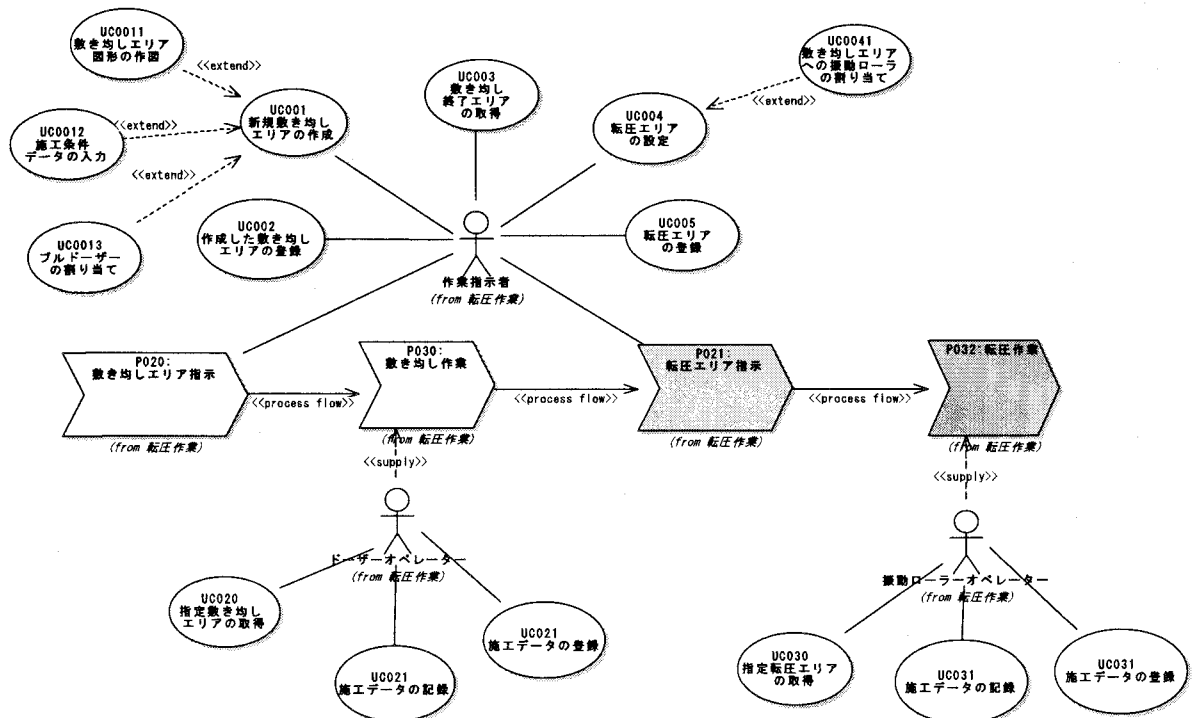 UC0011
敷き均しエリア
図形の作図
<<extend>>
UC0012
施工条件
データの入力
<<extend>>
UC001
新規敷き均し
エリアの作成
<<extend>>
UC0013
ブルドーザー
の割り当て
UC002
作成した敷き均し
エリアの登録
UC003
敷き均し
終了エリア
の取得
UC004
転圧エリア
の設定
UC0041
敷き均しエリア
への振動ローラ
の割り当て
<<extend>>
UC005
転圧エリア
の登録
作業指示者
(from 転圧作業)
P020:
敷き均しエリア指示
(from 転圧作業)
<<process flow>>
P030:
敷き均し作業
(from 転圧作業)
<<process flow>>
P021:
転圧エリア指示
(from 転圧作業)
<<process flow>>
P032:転圧作業
(from 転圧作業)
<<supply>>
<<supply>>
ドーザーオペレーター
(from 転圧作業)
UC020
指定敷き均し
エリアの取得
UC021
施工データの記録
UC021
施工データの登録
振動ローラーオペレーター
(from 転圧作業)
UC030
指定転圧エリア
の取得
UC031
施工データの記録
UC031
施工データの登録